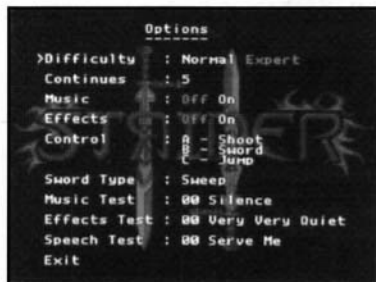 Options
>Difficulty : Normal Expert
Continues : 5
Music : Off On
Effects : Off On
Control : A - Shoot
B - Sword
C - Jump
Sword Type : Sweep
Music Test : 00 Silence
Effects Test : 00 Very Very Quiet
Speech Test : 00 Serve Me
Exit
STRIDER